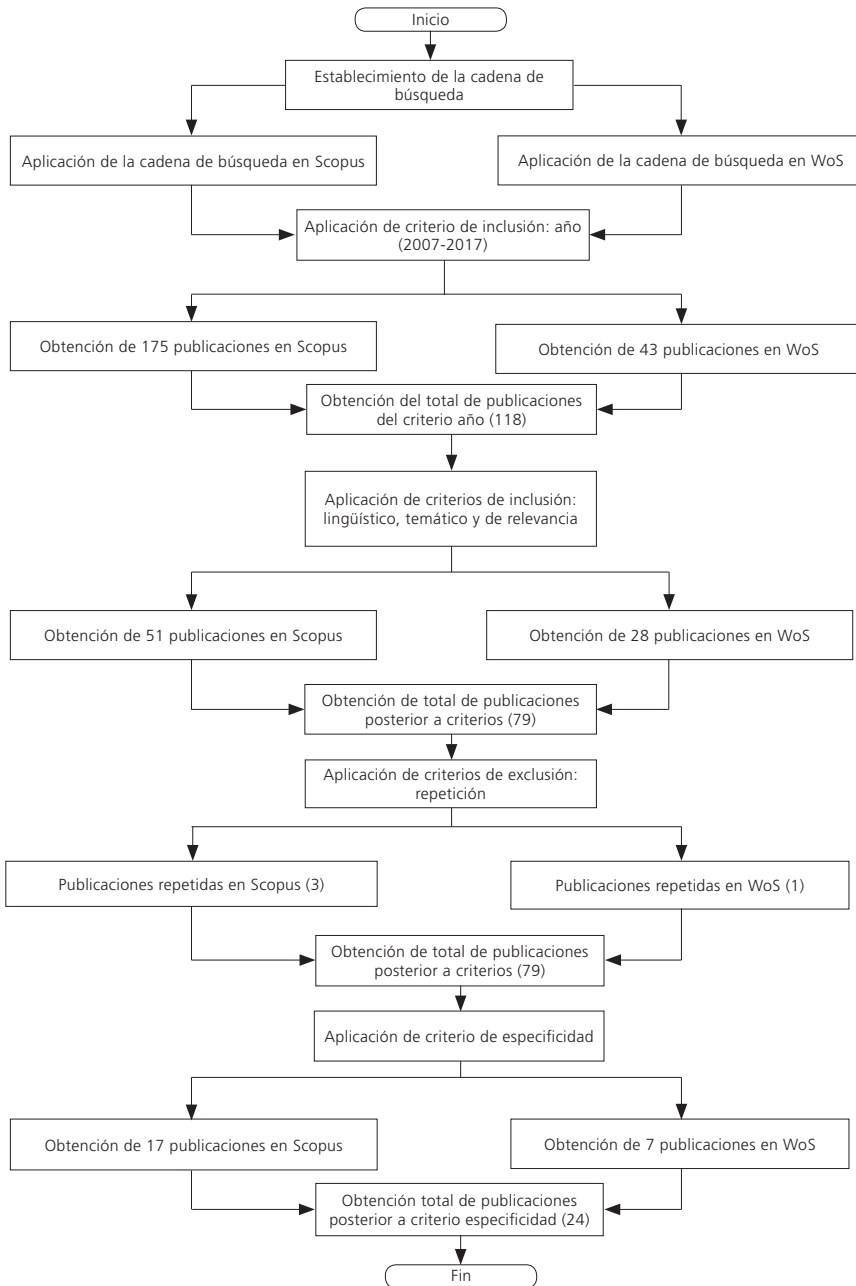 Inicio
Establecimiento de la cadena de
búsqueda
Aplicación de la cadena de búsqueda en Scopus
Aplicación de la cadena de búsqueda en WoS
Aplicación de criterio de inclusión: año
(2007-2017)
Obtención de 175 publicaciones en Scopus
Obtención de 43 publicaciones en WoS
Obtención del total de publicaciones
del criterio año (118)
Aplicación de criterios de inclusión:
lingüístico, temático y de relevancia
Obtención de 51 publicaciones en Scopus
Obtención de 28 publicaciones en WoS
Obtención de total de publicaciones
posterior a criterios (79)
Aplicación de criterios de exclusión:
repetición
Publicaciones repetidas en Scopus (3)
Publicaciones repetidas en WoS (1)
Obtención de total de publicaciones
posterior a criterios (79)
Aplicación de criterio de especificidad
Obtención de 17 publicaciones en Scopus
Obtención de 7 publicaciones en WoS
Obtención total de publicaciones
posterior a criterio especificidad (24)
Fin